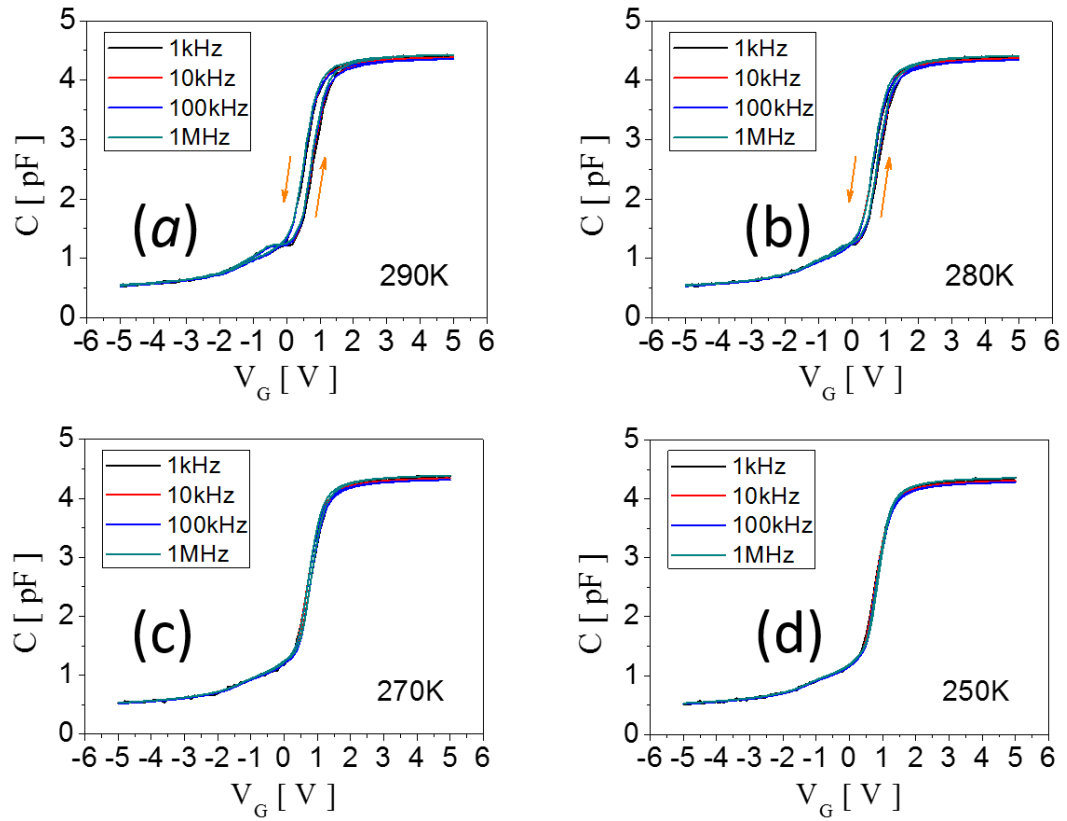 5
4
3
2
1
0
C [ pF ]
1kHz
10kHz
100kHz
1MHz
(a)
290K
-6 -5 -4 -3 -2 -1 0 1 2 3 4 5 6
V_G [ V ]
5
4
3
2
1
0
C [ pF ]
1kHz
10kHz
100kHz
1MHz
(b)
280K
-6 -5 -4 -3 -2 -1 0 1 2 3 4 5 6
V_G [ V ]
5
4
3
2
1
0
C [ pF ]
1kHz
10kHz
100kHz
1MHz
(c)
270K
-6 -5 -4 -3 -2 -1 0 1 2 3 4 5 6
V_G [ V ]
5
4
3
2
1
0
C [ pF ]
1kHz
10kHz
100kHz
1MHz
(d)
250K
-6 -5 -4 -3 -2 -1 0 1 2 3 4 5 6
V_G [ V ]